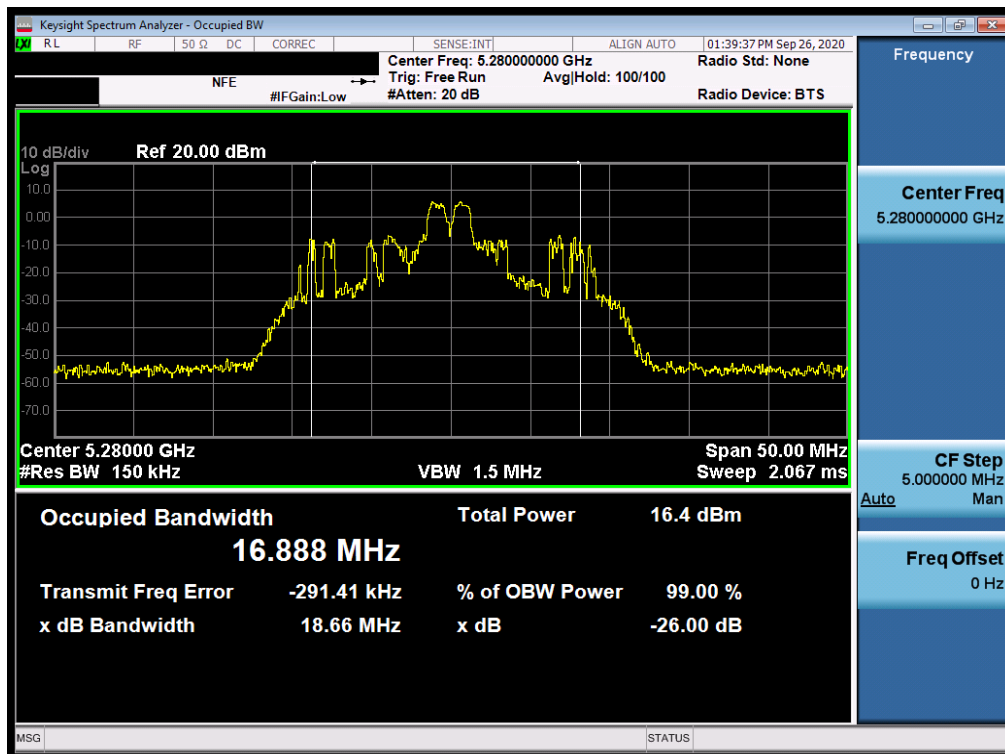 Keysight Spectrum Analyzer - Occupied BW
LXI RL RF 50 Ω DC CORREC SENSE:INT ALIGN AUTO 01:39:37 PM Sep 26, 2020
Center Freq: 5.280000000 GHz Radio Std: None
NFE Trig: Free Run Avg|Hold: 100/100
#IFGain:Low #Atten: 20 dB Radio Device: BTS
10 dB/div Ref 20.00 dBm
Log
10.0
0.00
-10.0
-20.0
-30.0
-40.0
-50.0
-60.0
-70.0
Center 5.28000 GHz Span 50.00 MHz
#Res BW 150 kHz VBW 1.5 MHz Sweep 2.067 ms
Occupied Bandwidth Total Power 16.4 dBm
16.888 MHz
Transmit Freq Error -291.41 kHz % of OBW Power 99.00 %
x dB Bandwidth 18.66 MHz x dB -26.00 dB
MSG STATUS
Frequency
Center Freq
5.280000000 GHz
CF Step
5.000000 MHz
Auto Man
Freq Offset
0 Hz